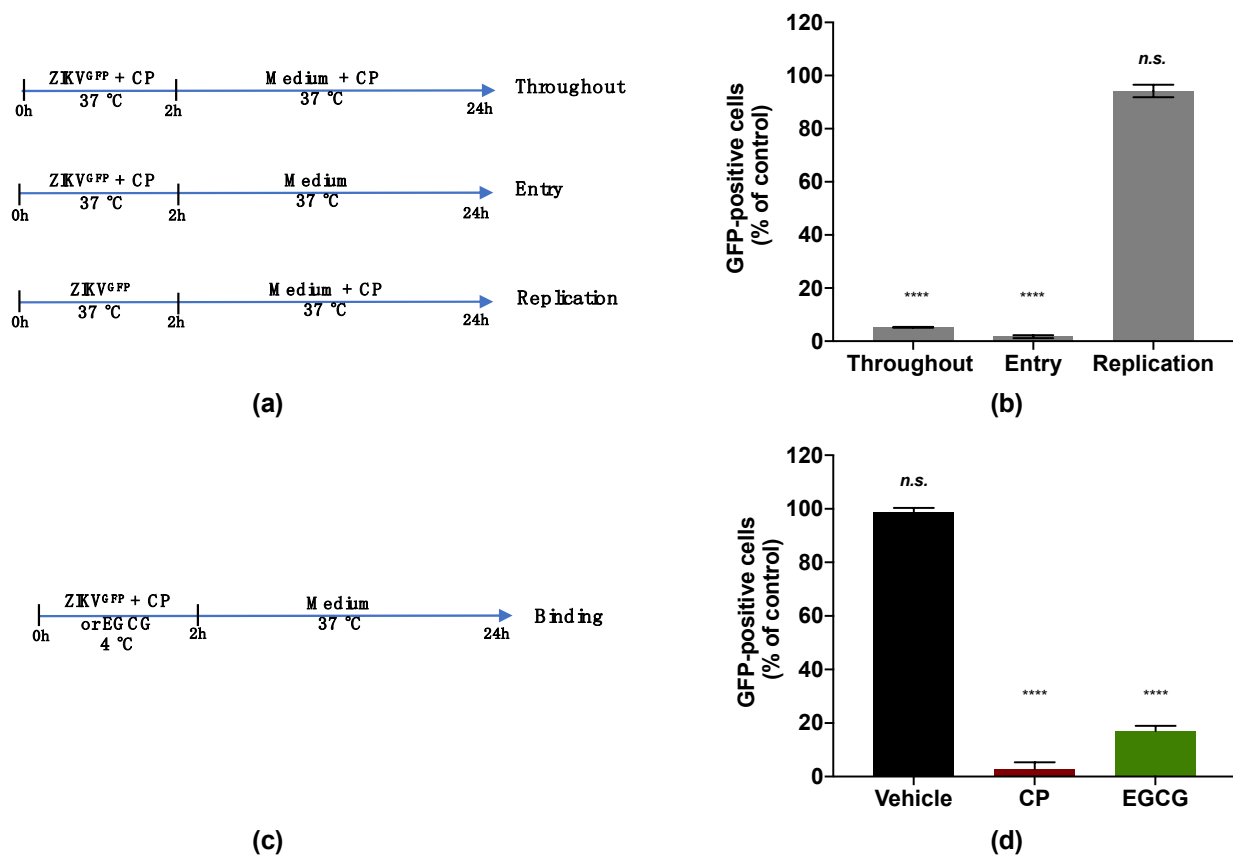 ZIKVGFP + CP
Medium + CP
Throughout
0h
37 °C
2h
37 °C
24h
ZIKVGFP + CP
Medium
Entry
0h
37 °C
2h
37 °C
24h
ZIKVGFP
Medium + CP
Replication
0h
37 °C
2h
37 °C
24h
(a)
GFP-positive cells
(% of control)
120
100
80
60
40
20
0
****
****
n.s.
Throughout
Entry
Replication
(b)
ZIKVGFP + CP
or EGCG
4 °C
Medium
37 °C
Binding
0h
2h
24h
(c)
GFP-positive cells
(% of control)
120
100
80
60
40
20
0
n.s.
****
****
Vehicle
CP
EGCG
(d)